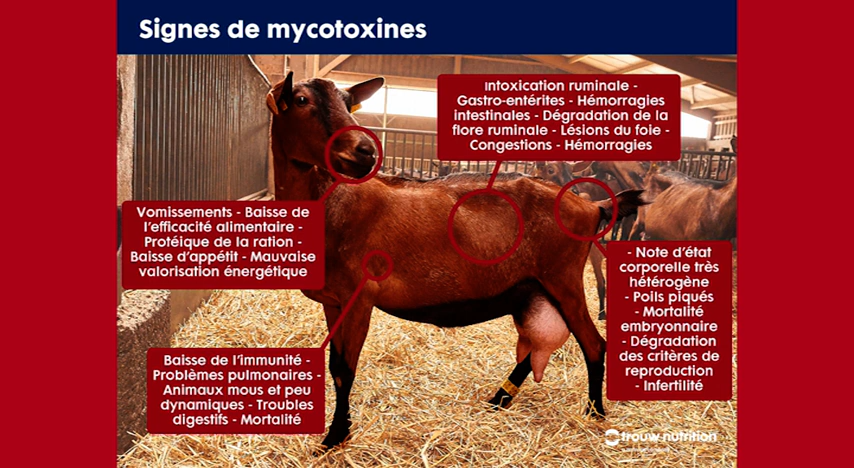 Signes de mycotoxines
Intoxication ruminale -
Gastro-entérites - Hémorragies
intestinales - Dégradation de la
flore ruminale - Lésions du foie -
Congestions - Hémorragies
Vomissements - Baisse de
l'efficacité alimentaire -
Protéique de la ration -
Baisse d'appétit - Mauvaise
valorisation énergétique
- Note d'état
corporelle très
hétérogène
- Poils piqués
- Mortalité
embryonnaire
- Dégradation
des critères de
reproduction
- Infertilité
Baisse de l'immunité -
Problèmes pulmonaires -
Animaux mous et peu
dynamiques - Troubles
digestifs - Mortalité
trouw nutrition